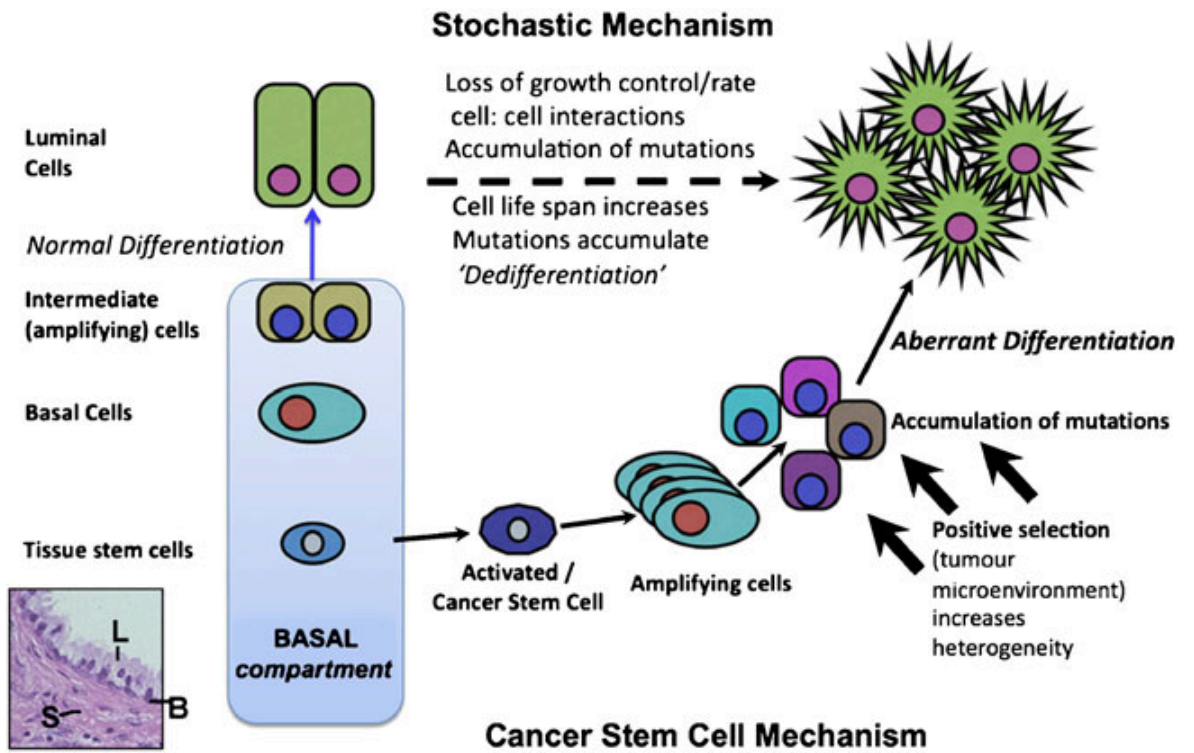 Stochastic Mechanism
Loss of growth control/rate
cell: cell interactions
Accumulation of mutations
Cell life span increases
Mutations accumulate
'Dedifferentiation'
Luminal
Cells
Normal Differentiation
Intermediate
(amplifying) cells
Basal Cells
Tissue stem cells
BASAL
compartment
Activated /
Cancer Stem Cell
Amplifying cells
Aberrant Differentiation
Accumulation of mutations
Positive selection
(tumour
microenvironment)
increases
heterogeneity
L
S
B
Cancer Stem Cell Mechanism